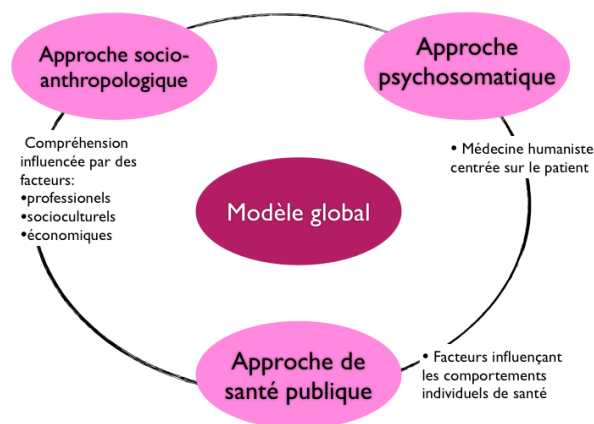 Approche socio-
anthropologique
Compréhension
influencée par des
facteurs:
•professionels
•socioculturels
•économiques
Approche
psychosomatique
• Médecine humaniste
centrée sur le patient
Modèle global
Approche de
santé publique
• Facteurs influençant
les comportements
individuels de santé